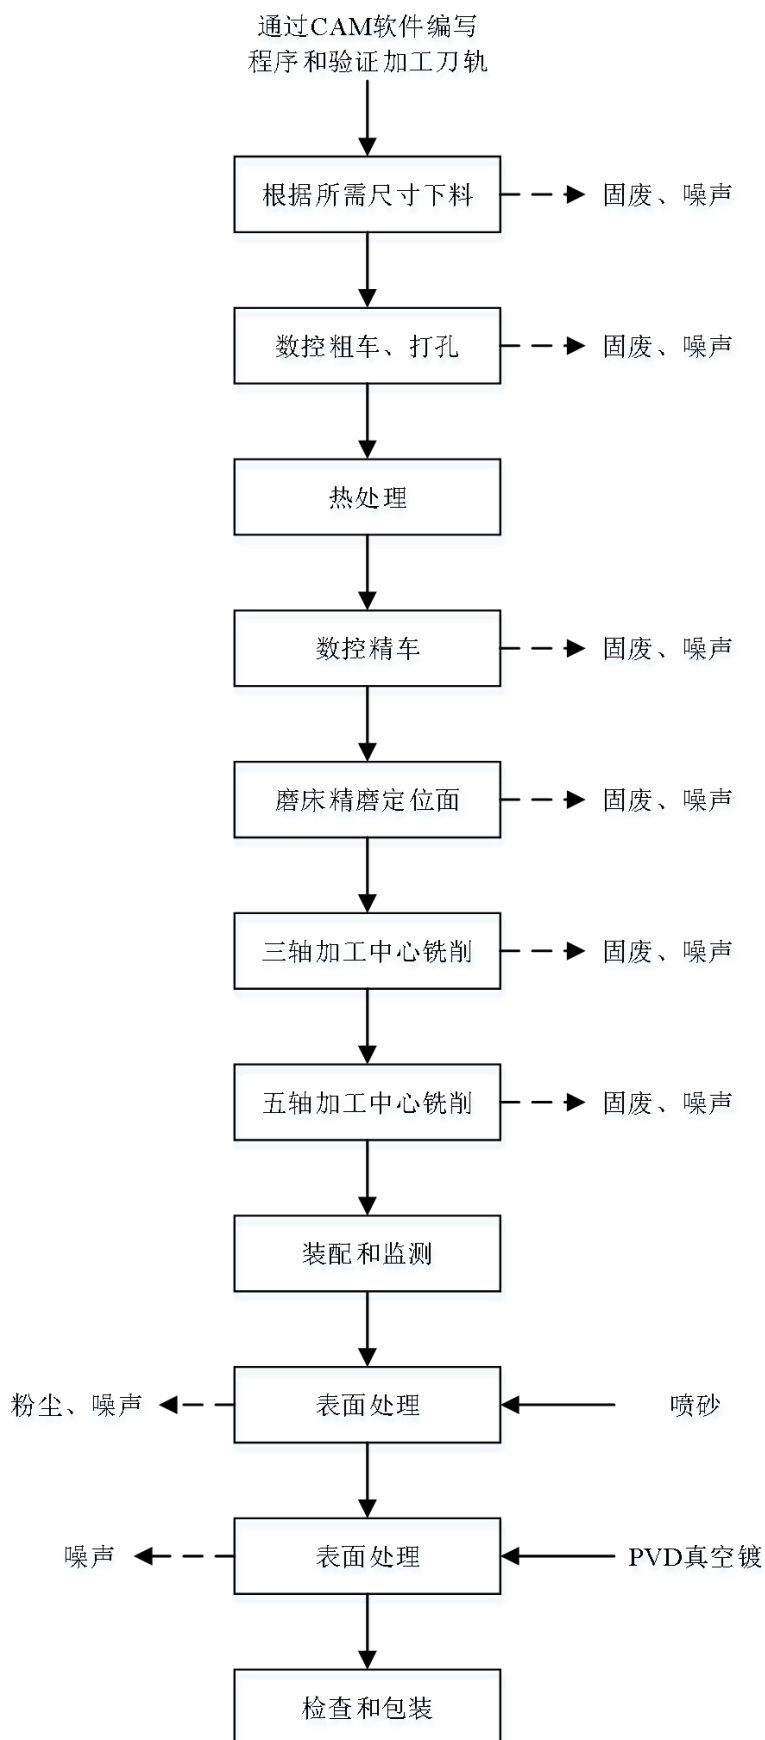 通过CAM软件编写
程序和验证加工刀轨
根据所需尺寸下料
固废、噪声
数控粗车、打孔
固废、噪声
热处理
数控精车
固废、噪声
磨床精磨定位面
固废、噪声
三轴加工中心铣削
固废、噪声
五轴加工中心铣削
固废、噪声
装配和监测
粉尘、噪声
表面处理
喷砂
噪声
表面处理
PVD真空镀
检查和包装